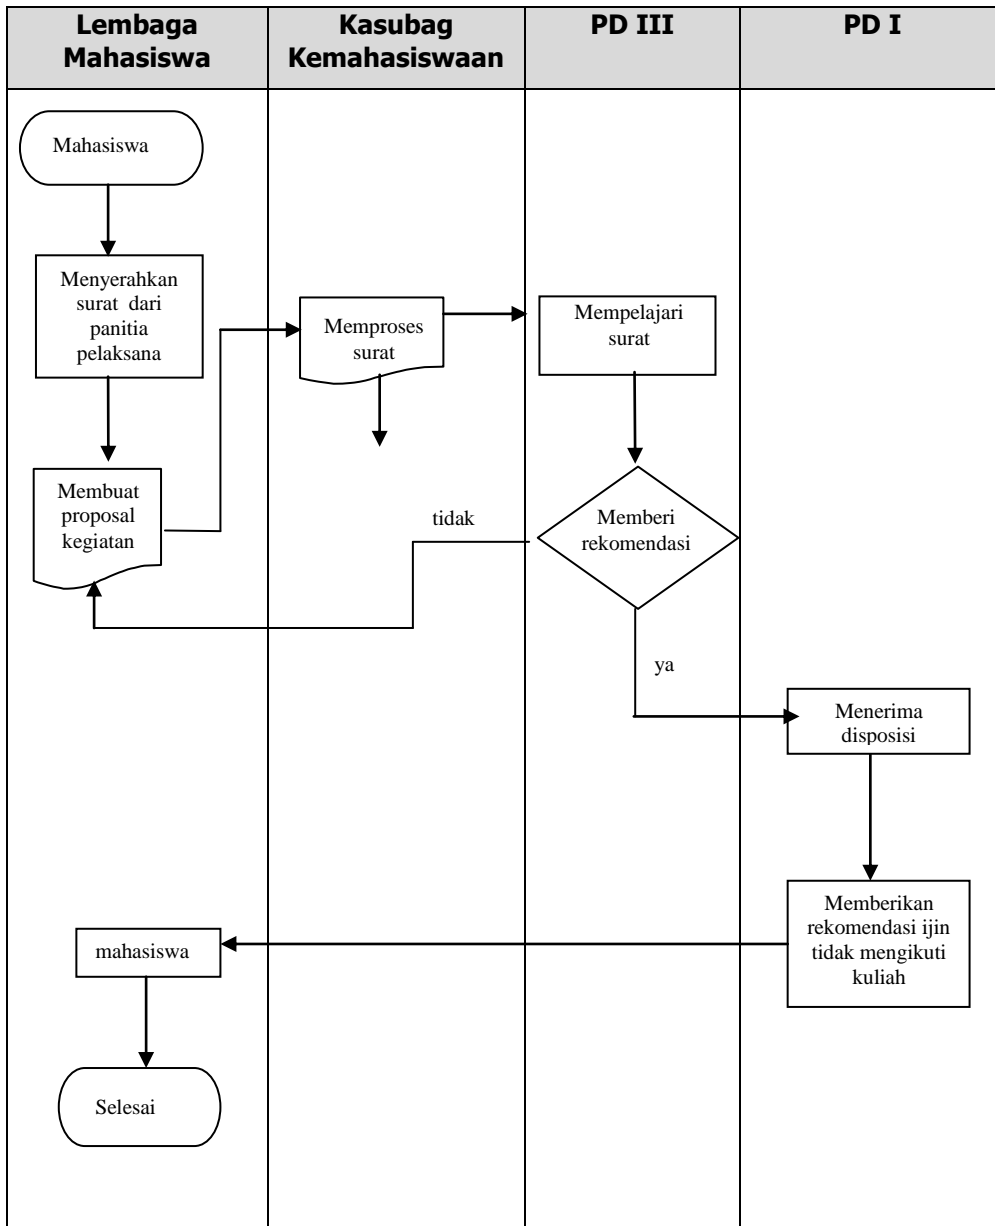 Lembaga
Mahasiswa
Kasubag
Kemahasiswaan
PD III
PD I
Mahasiswa
Menyerahkan
surat dari
panitia
pelaksana
Memproses
surat
Mempelajari
surat
Membuat
proposal
kegiatan
tidak
Memberi
rekomendasi
ya
Menerima
disposisi
Memberikan
rekomendasi ijin
tidak mengikuti
kuliah
mahasiswa
Selesai